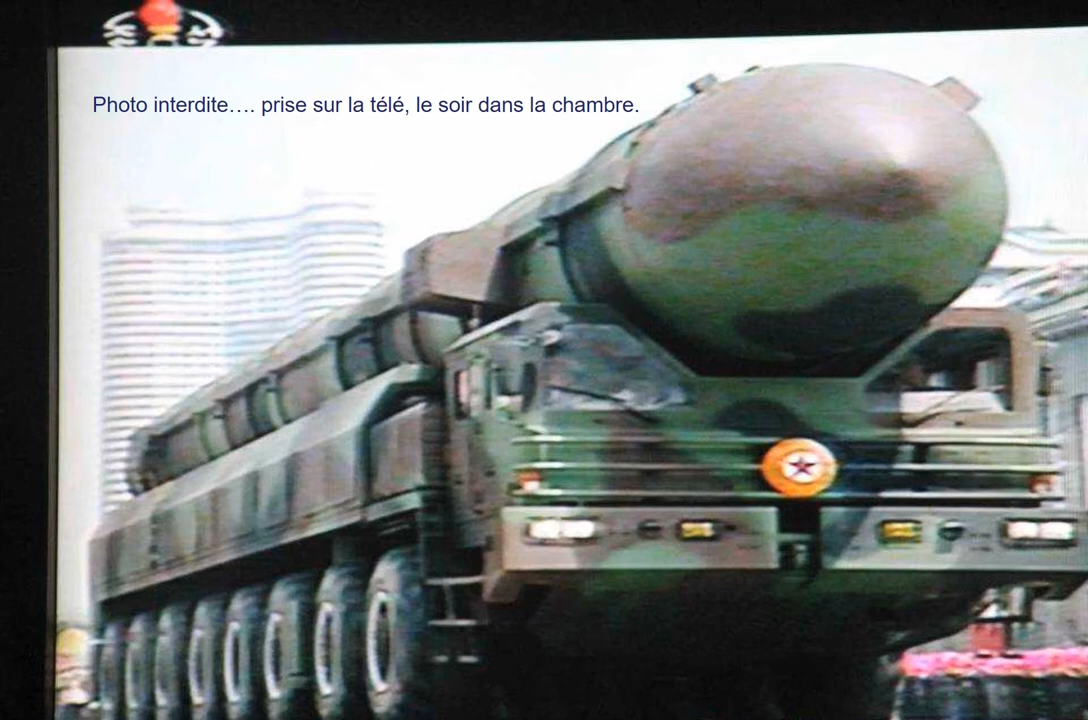 Photo interdite…. prise sur la télé, le soir dans la chambre.